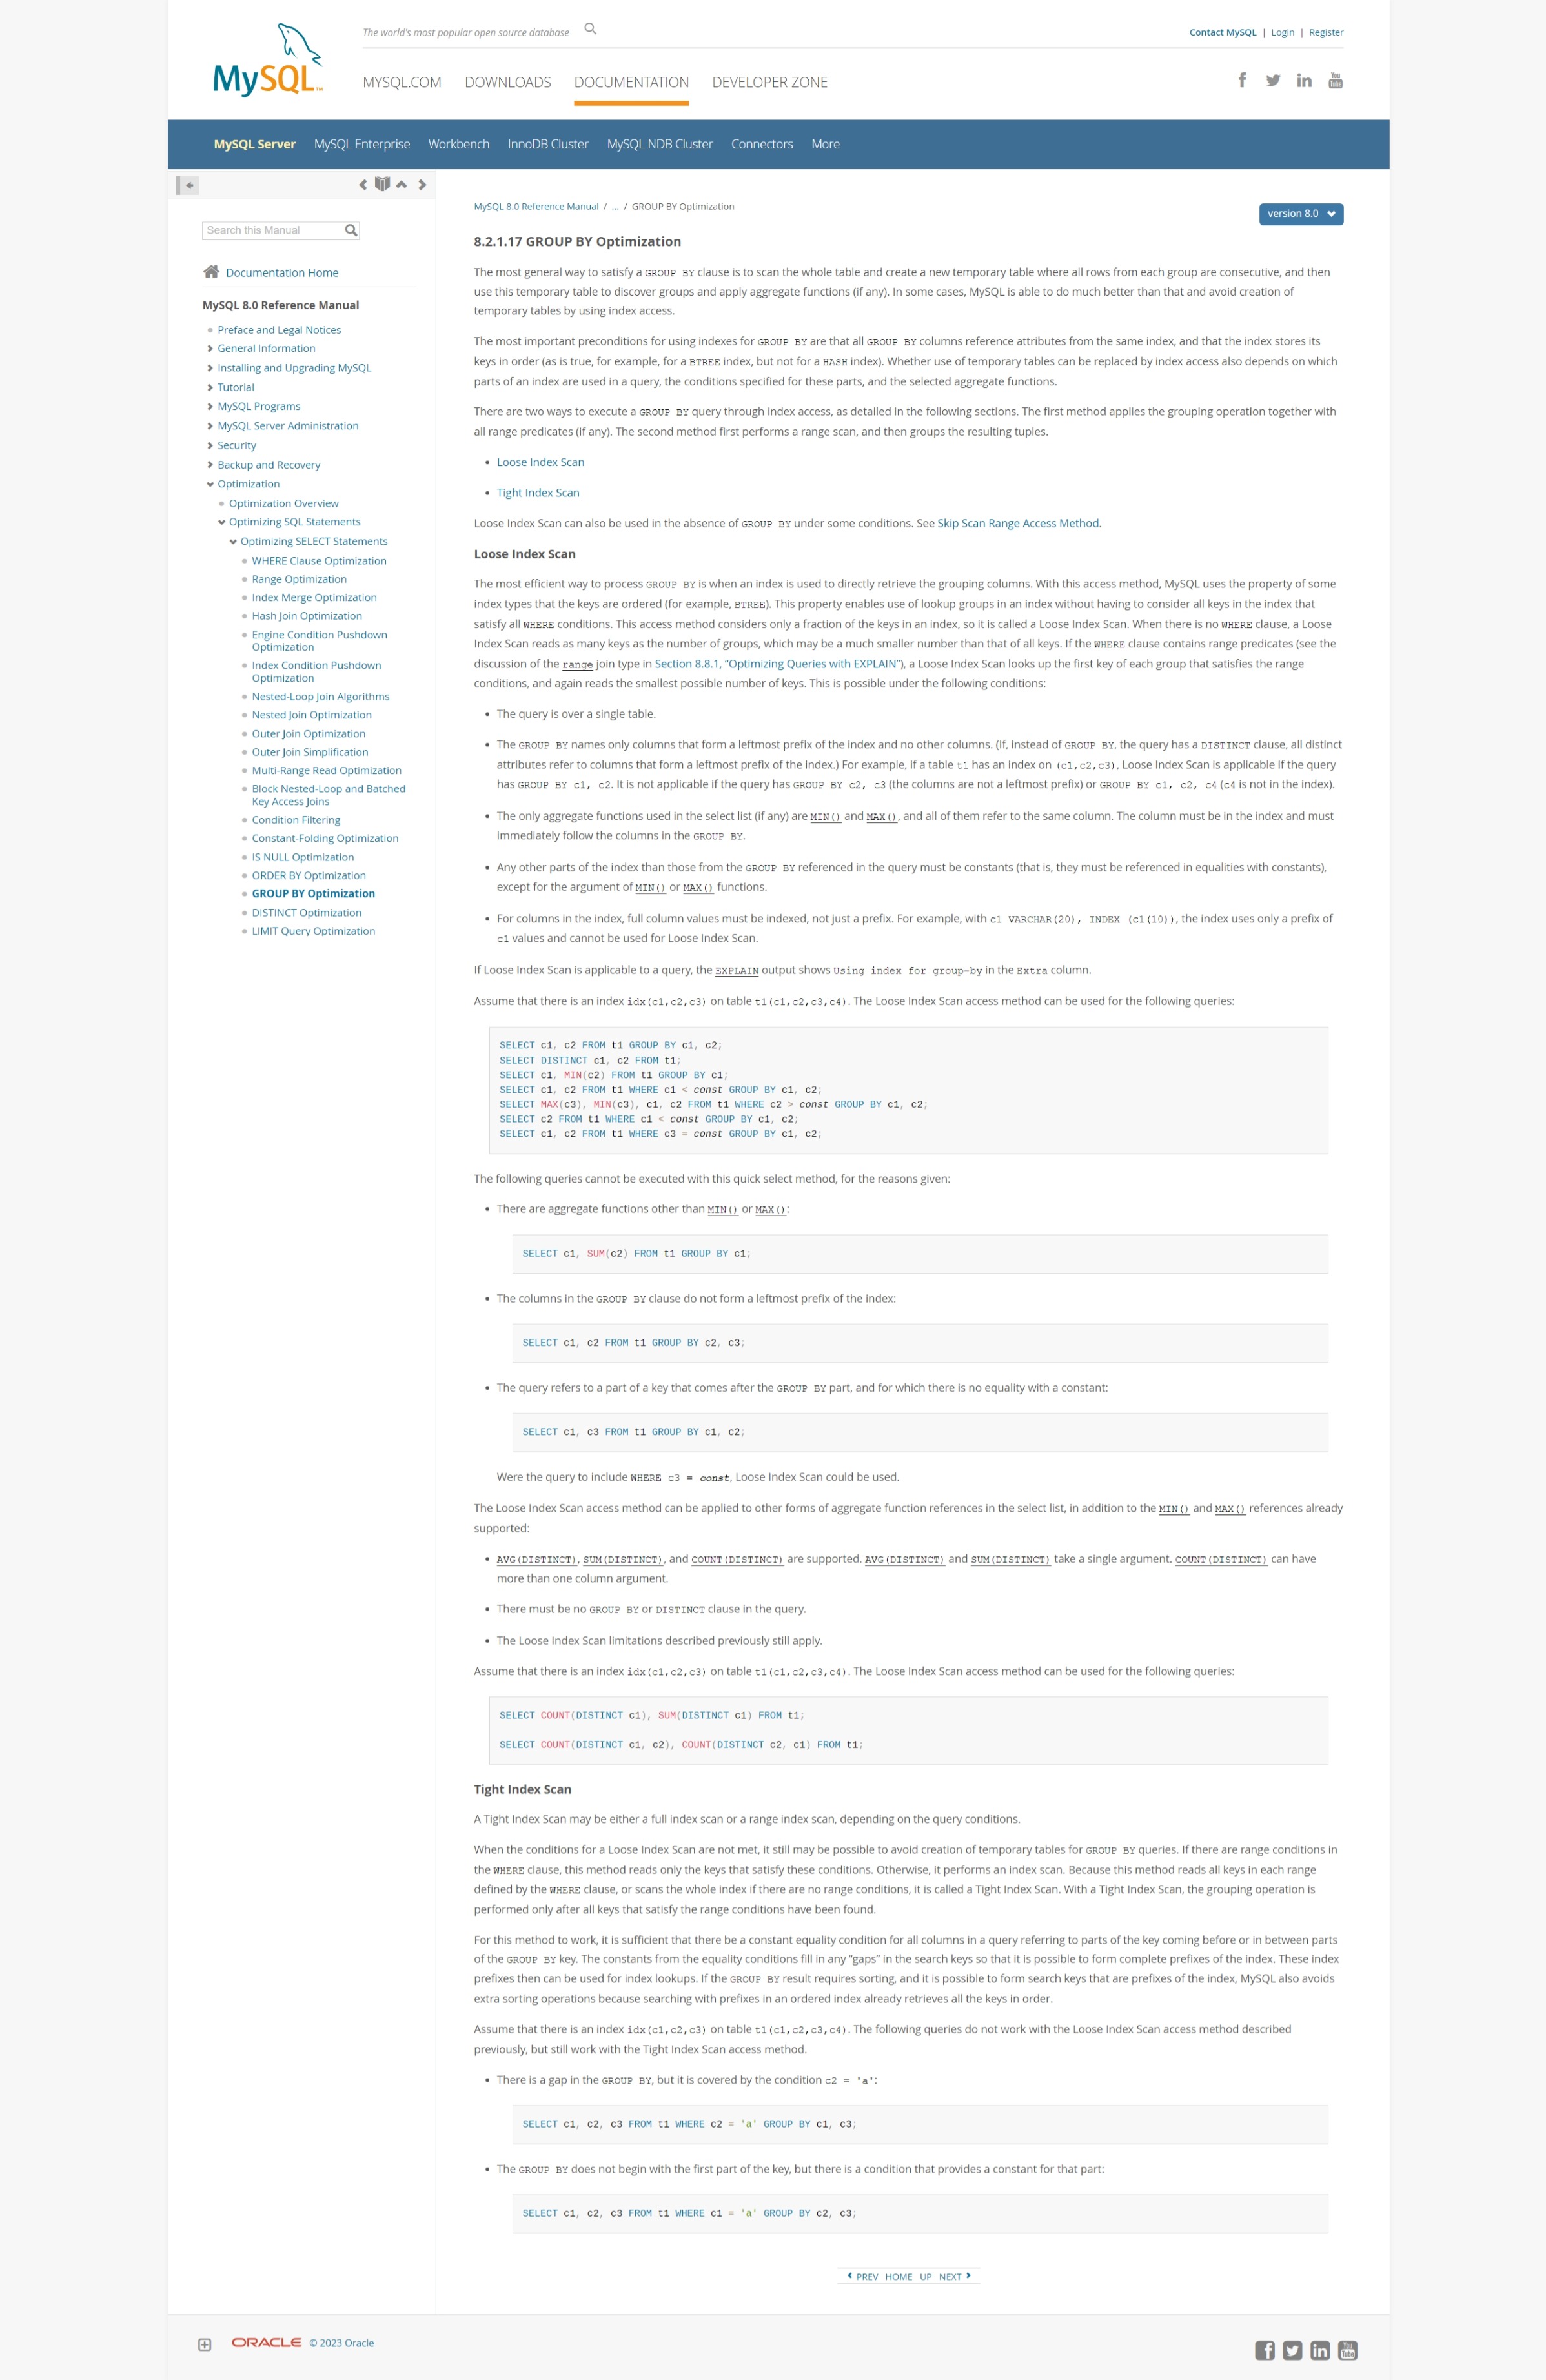 The world's most popular open source database
Contact MySQL | Login | Register
MySQL™
MYSQL.COM DOWNLOADS DOCUMENTATION DEVELOPER ZONE
MySQL Server MySQL Enterprise Workbench InnoDB Cluster MySQL NDB Cluster Connectors More
Search this Manual
Documentation Home
MySQL 8.0 Reference Manual
Preface and Legal Notices
General Information
Installing and Upgrading MySQL
Tutorial
MySQL Programs
MySQL Server Administration
Security
Backup and Recovery
Optimization
Optimization Overview
Optimizing SQL Statements
Optimizing SELECT Statements
WHERE Clause Optimization
Range Optimization
Index Merge Optimization
Hash Join Optimization
Engine Condition Pushdown
Optimization
Index Condition Pushdown
Optimization
Nested-Loop Join Algorithms
Nested Join Optimization
Outer Join Optimization
Outer Join Simplification
Multi-Range Read Optimization
Block Nested-Loop and Batched
Key Access Joins
Condition Filtering
Constant-Folding Optimization
IS NULL Optimization
ORDER BY Optimization
GROUP BY Optimization
DISTINCT Optimization
LIMIT Query Optimization
MySQL 8.0 Reference Manual / ... / GROUP BY Optimization
version 8.0
8.2.1.17 GROUP BY Optimization
The most general way to satisfy a GROUP BY clause is to scan the whole table and create a new temporary table where all rows from each group are consecutive, and then
use this temporary table to discover groups and apply aggregate functions (if any). In some cases, MySQL is able to do much better than that and avoid creation of
temporary tables by using index access.
The most important preconditions for using indexes for GROUP BY are that all GROUP BY columns reference attributes from the same index, and that the index stores its
keys in order (as is true, for example, for a BTREE index, but not for a HASH index). Whether use of temporary tables can be replaced by index access also depends on which
parts of an index are used in a query, the conditions specified for these parts, and the selected aggregate functions.
There are two ways to execute a GROUP BY query through index access, as detailed in the following sections. The first method applies the grouping operation together with
all range predicates (if any). The second method first performs a range scan, and then groups the resulting tuples.
• Loose Index Scan
• Tight Index Scan
Loose Index Scan can also be used in the absence of GROUP BY under some conditions. See Skip Scan Range Access Method.
Loose Index Scan
The most efficient way to process GROUP BY is when an index is used to directly retrieve the grouping columns. With this access method, MySQL uses the property of some
index types that the keys are ordered (for example, BTREE). This property enables use of lookup groups in an index without having to consider all keys in the index that
satisfy all WHERE conditions. This access method considers only a fraction of the keys in an index, so it is called a Loose Index Scan. When there is no WHERE clause, a Loose
Index Scan reads as many keys as the number of groups, which may be a much smaller number than that of all keys. If the WHERE clause contains range predicates (see the
discussion of the range join type in Section 8.8.1, “Optimizing Queries with EXPLAIN”), a Loose Index Scan looks up the first key of each group that satisfies the range
conditions, and again reads the smallest possible number of keys. This is possible under the following conditions:
• The query is over a single table.
• The GROUP BY names only columns that form a leftmost prefix of the index and no other columns. (If, instead of GROUP BY, the query has a DISTINCT clause, all distinct
attributes refer to columns that form a leftmost prefix of the index.) For example, if a table t1 has an index on (c1,c2,c3), Loose Index Scan is applicable if the query
has GROUP BY c1, c2. It is not applicable if the query has GROUP BY c2, c3 (the columns are not a leftmost prefix) or GROUP BY c1, c2, c4 (c4 is not in the index).
• The only aggregate functions used in the select list (if any) are MIN() and MAX(), and all of them refer to the same column. The column must be in the index and must
immediately follow the columns in the GROUP BY.
• Any other parts of the index than those from the GROUP BY referenced in the query must be constants (that is, they must be referenced in equalities with constants),
except for the argument of MIN() or MAX() functions.
• For columns in the index, full column values must be indexed, not just a prefix. For example, with c1 VARCHAR(20), INDEX (c1(10)), the index uses only a prefix of
c1 values and cannot be used for Loose Index Scan.
If Loose Index Scan is applicable to a query, the EXPLAIN output shows Using index for group-by in the Extra column.
Assume that there is an index idx(c1,c2,c3) on table t1(c1,c2,c3,c4). The Loose Index Scan access method can be used for the following queries:
SELECT c1, c2 FROM t1 GROUP BY c1, c2;
SELECT DISTINCT c1, c2 FROM t1;
SELECT c1, MIN(c2) FROM t1 GROUP BY c1;
SELECT c1, c2 FROM t1 WHERE c1 < const GROUP BY c1, c2;
SELECT MAX(c3), MIN(c3), c1, c2 FROM t1 WHERE c2 > const GROUP BY c1, c2;
SELECT c2 FROM t1 WHERE c1 < const GROUP BY c1, c2;
SELECT c1, c2 FROM t1 WHERE c3 = const GROUP BY c1, c2;
The following queries cannot be executed with this quick select method, for the reasons given:
• There are aggregate functions other than MIN() or MAX():
SELECT c1, SUM(c2) FROM t1 GROUP BY c1;
• The columns in the GROUP BY clause do not form a leftmost prefix of the index:
SELECT c1, c2 FROM t1 GROUP BY c2, c3;
• The query refers to a part of a key that comes after the GROUP BY part, and for which there is no equality with a constant:
SELECT c1, c3 FROM t1 GROUP BY c1, c2;
Were the query to include WHERE c3 = const, Loose Index Scan could be used.
The Loose Index Scan access method can be applied to other forms of aggregate function references in the select list, in addition to the MIN() and MAX() references already
supported:
• AVG(DISTINCT), SUM(DISTINCT), and COUNT(DISTINCT) are supported. AVG(DISTINCT) and SUM(DISTINCT) take a single argument. COUNT(DISTINCT) can have
more than one column argument.
• There must be no GROUP BY or DISTINCT clause in the query.
• The Loose Index Scan limitations described previously still apply.
Assume that there is an index idx(c1,c2,c3) on table t1(c1,c2,c3,c4). The Loose Index Scan access method can be used for the following queries:
SELECT COUNT(DISTINCT c1), SUM(DISTINCT c1) FROM t1;
SELECT COUNT(DISTINCT c1, c2), COUNT(DISTINCT c2, c1) FROM t1;
Tight Index Scan
A Tight Index Scan may be either a full index scan or a range index scan, depending on the query conditions.
When the conditions for a Loose Index Scan are not met, it still may be possible to avoid creation of temporary tables for GROUP BY queries. If there are range conditions in
the WHERE clause, this method reads only the keys that satisfy these conditions. Otherwise, it performs an index scan. Because this method reads all keys in each range
defined by the WHERE clause, or scans the whole index if there are no range conditions, it is called a Tight Index Scan. With a Tight Index Scan, the grouping operation is
performed only after all keys that satisfy the range conditions have been found.
For this method to work, it is sufficient that there be a constant equality condition for all columns in a query referring to parts of the key coming before or in between parts
of the GROUP BY key. The constants from the equality conditions fill in any “gaps” in the search keys so that it is possible to form complete prefixes of the index. These index
prefixes then can be used for index lookups. If the GROUP BY result requires sorting, and it is possible to form search keys that are prefixes of the index, MySQL also avoids
extra sorting operations because searching with prefixes in an ordered index already retrieves all the keys in order.
Assume that there is an index idx(c1,c2,c3) on table t1(c1,c2,c3,c4). The following queries do not work with the Loose Index Scan access method described
previously, but still work with the Tight Index Scan access method.
• There is a gap in the GROUP BY, but it is covered by the condition c2 = 'a':
SELECT c1, c2, c3 FROM t1 WHERE c2 = 'a' GROUP BY c1, c3;
• The GROUP BY does not begin with the first part of the key, but there is a condition that provides a constant for that part:
SELECT c1, c2, c3 FROM t1 WHERE c1 = 'a' GROUP BY c2, c3;
PREV HOME UP NEXT
ORACLE © 2023 Oracle